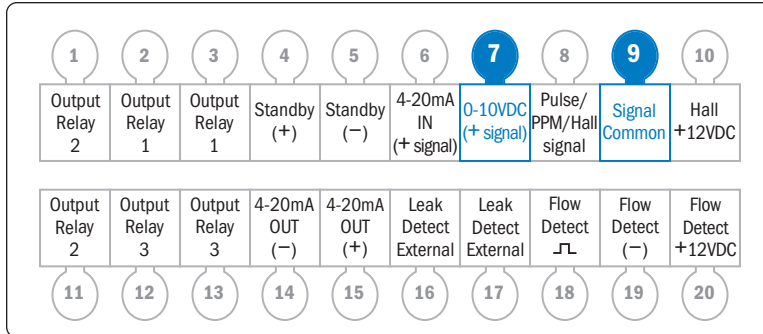 1 2 3 4 5 6 7 8 9 10
Output Relay 2
Output Relay 1
Output Relay 1
Standby (+)
Standby (−)
4-20mA IN (+ signal)
0-10VDC (+ signal)
Pulse/ PPM/Hall signal
Signal Common
Hall +12VDC
Output Relay 2
Output Relay 3
Output Relay 3
4-20mA OUT (−)
4-20mA OUT (+)
Leak Detect External
Leak Detect External
Flow Detect
Flow Detect (−)
Flow Detect +12VDC
11 12 13 14 15 16 17 18 19 20